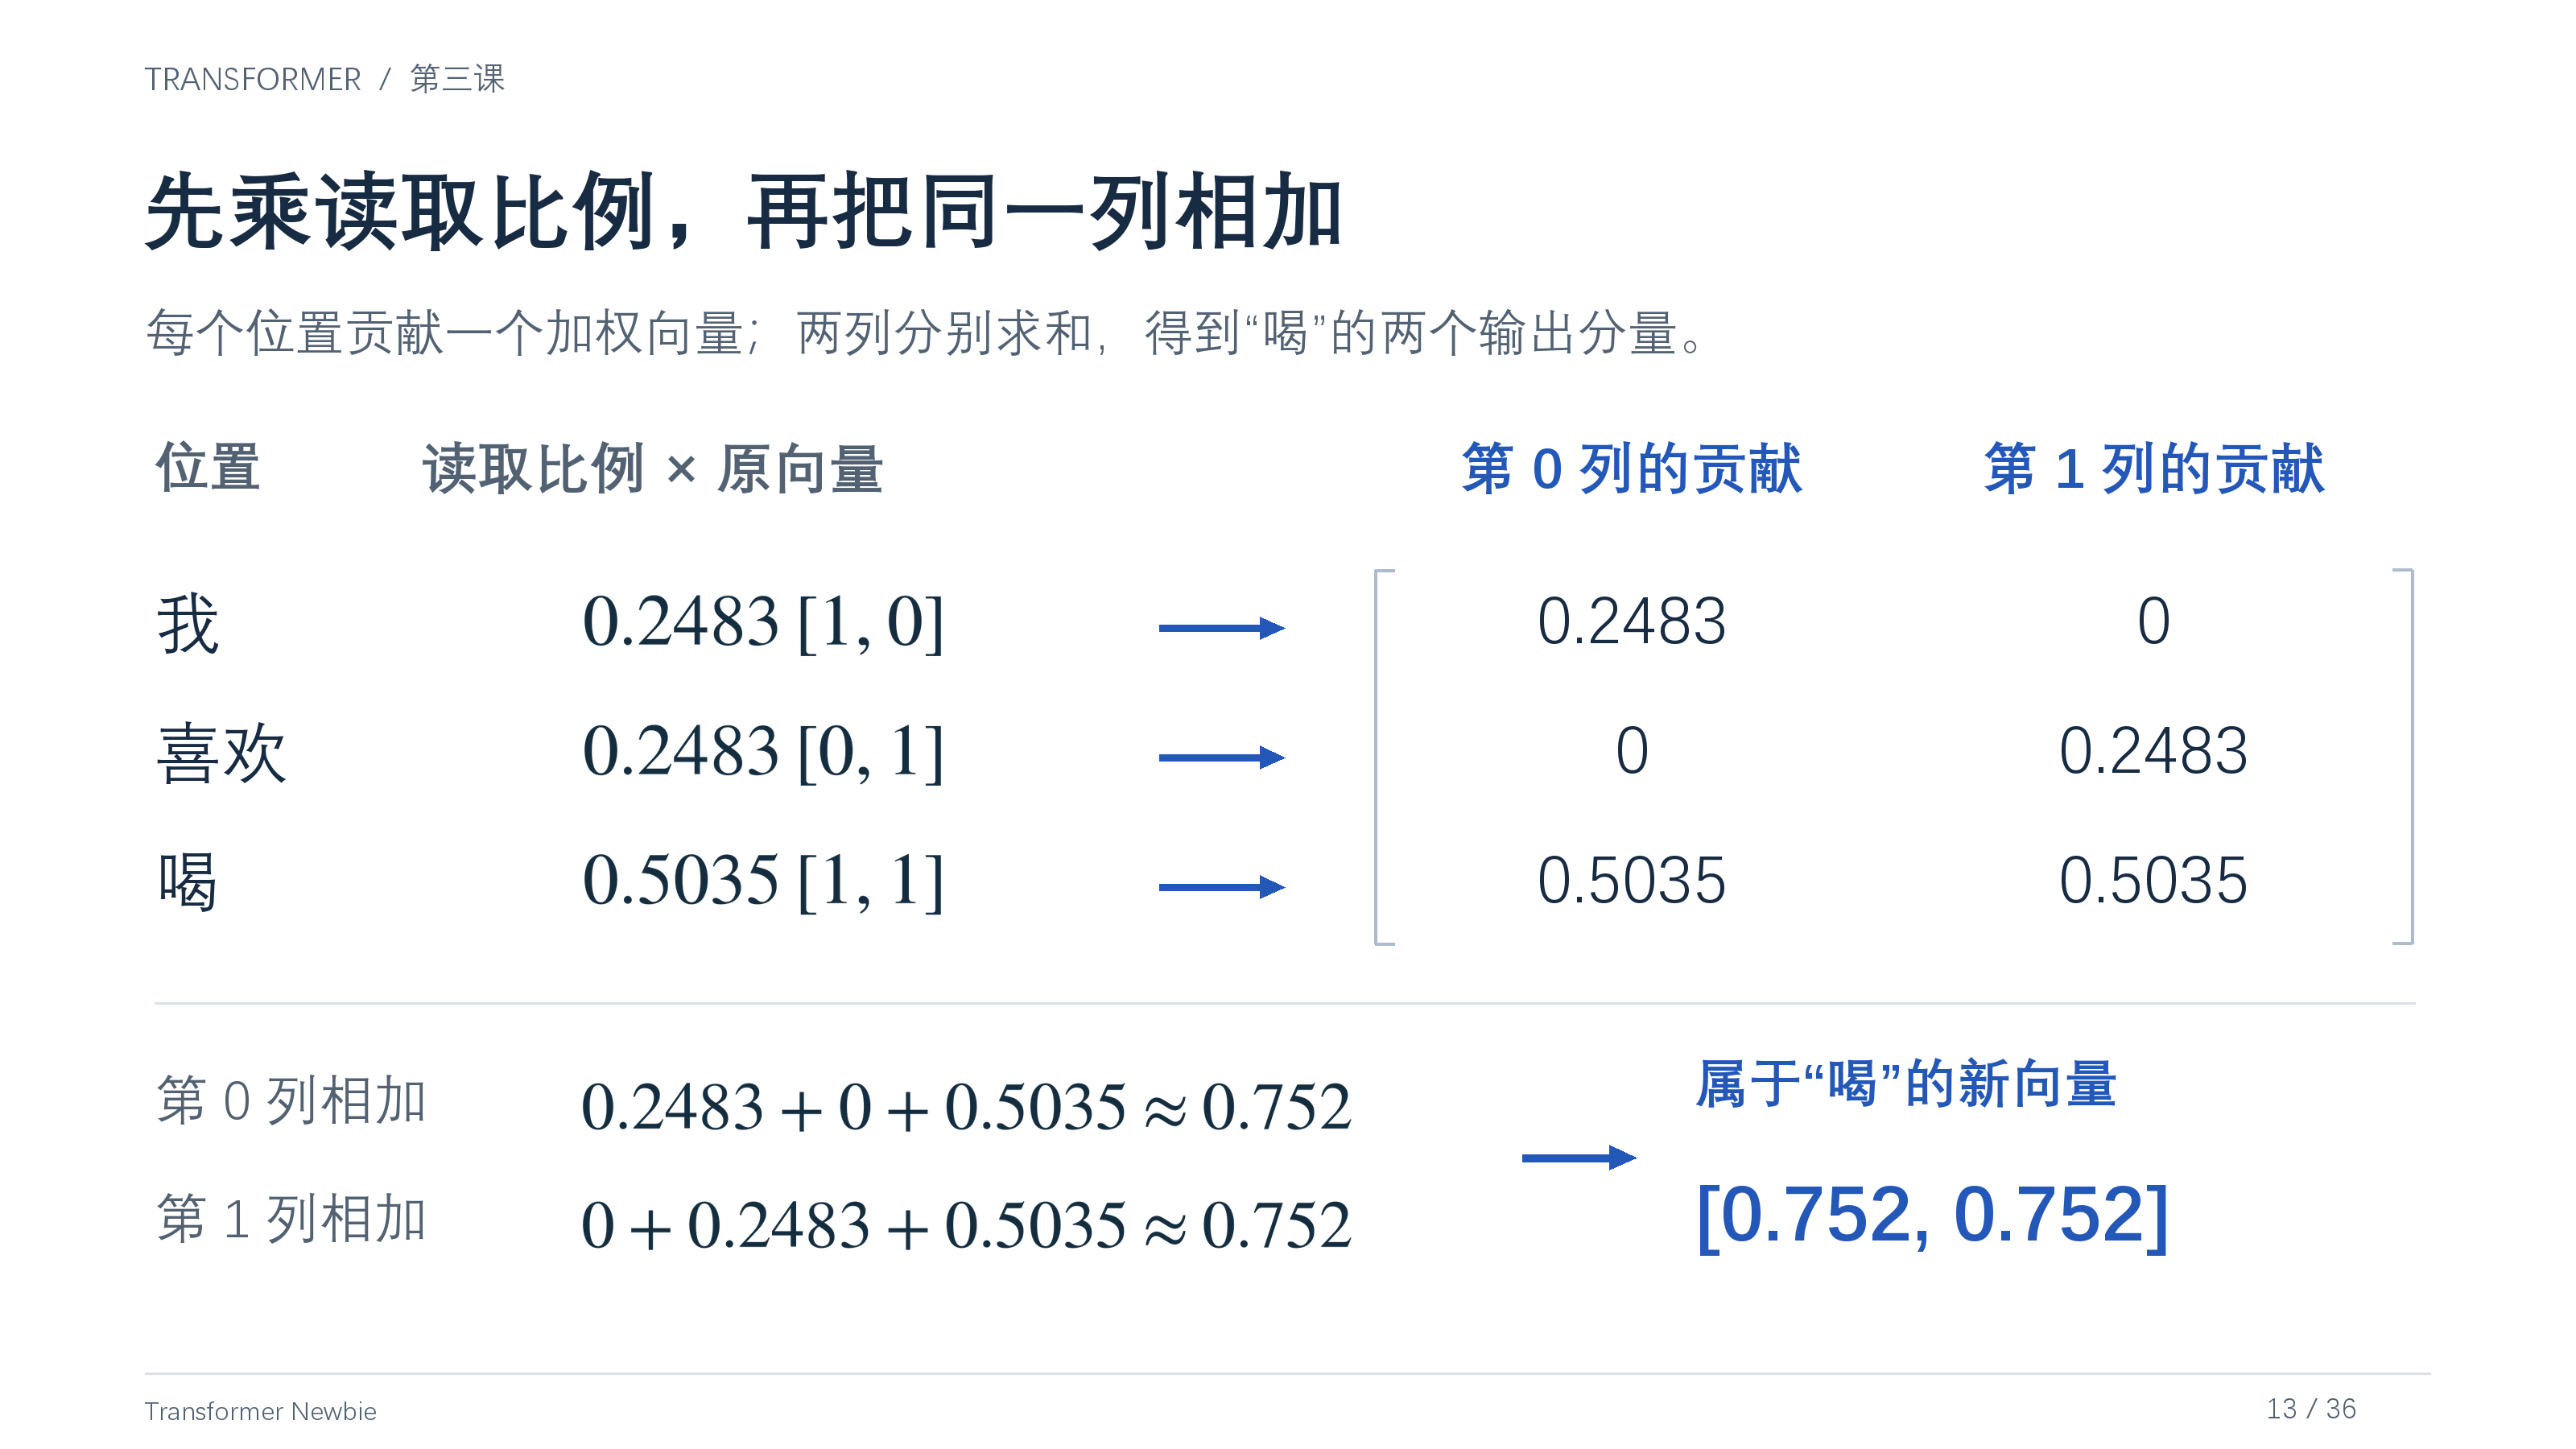 TRANSFORMER / 第三课
先乘读取比例，再把同一列相加
每个位置贡献一个加权向量；两列分别求和，得到“喝”的两个输出分量。
位置 读取比例 × 原向量 第 0 列的贡献 第 1 列的贡献
我 0.2483 [1, 0] 0.2483 0
喜欢 0.2483 [0, 1] 0 0.2483
喝 0.5035 [1, 1] 0.5035 0.5035
第 0 列相加 0.2483 + 0 + 0.5035 ≈ 0.752
第 1 列相加 0 + 0.2483 + 0.5035 ≈ 0.752
属于“喝”的新向量
[0.752, 0.752]
Transformer Newbie 13 / 36